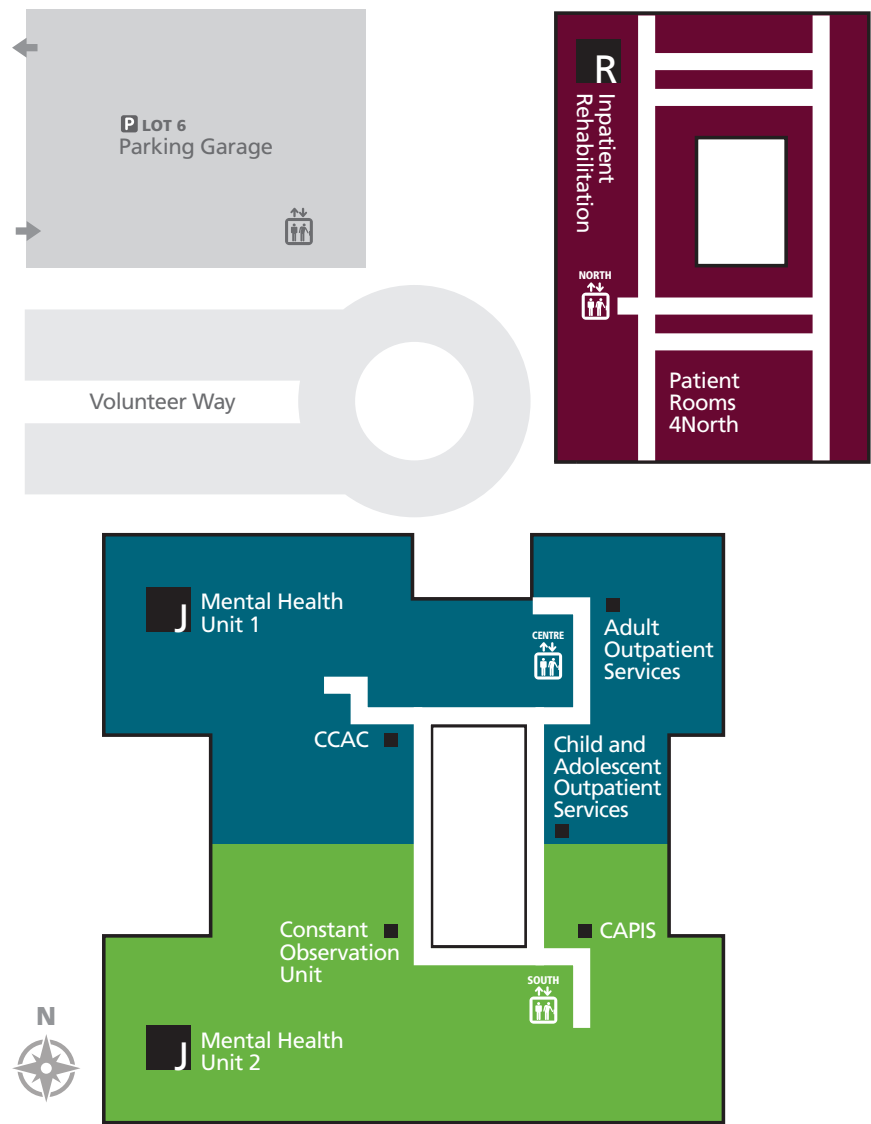 P LOT 6
Parking Garage
R
Inpatient
Rehabilitation
NORTH
Patient
Rooms
4North
Volunteer Way
J
Mental Health
Unit 1
CENTRE
Adult
Outpatient
Services
CCAC
Child and
Adolescent
Outpatient
Services
Constant
Observation
Unit
CAPIS
SOUTH
N
J
Mental Health
Unit 2